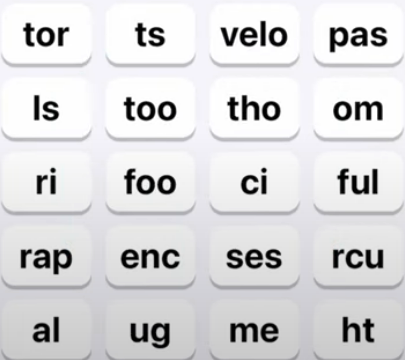 tor ts velo pas
ls too tho om
ri foo ci ful
rap enc ses rcu
al ug me ht